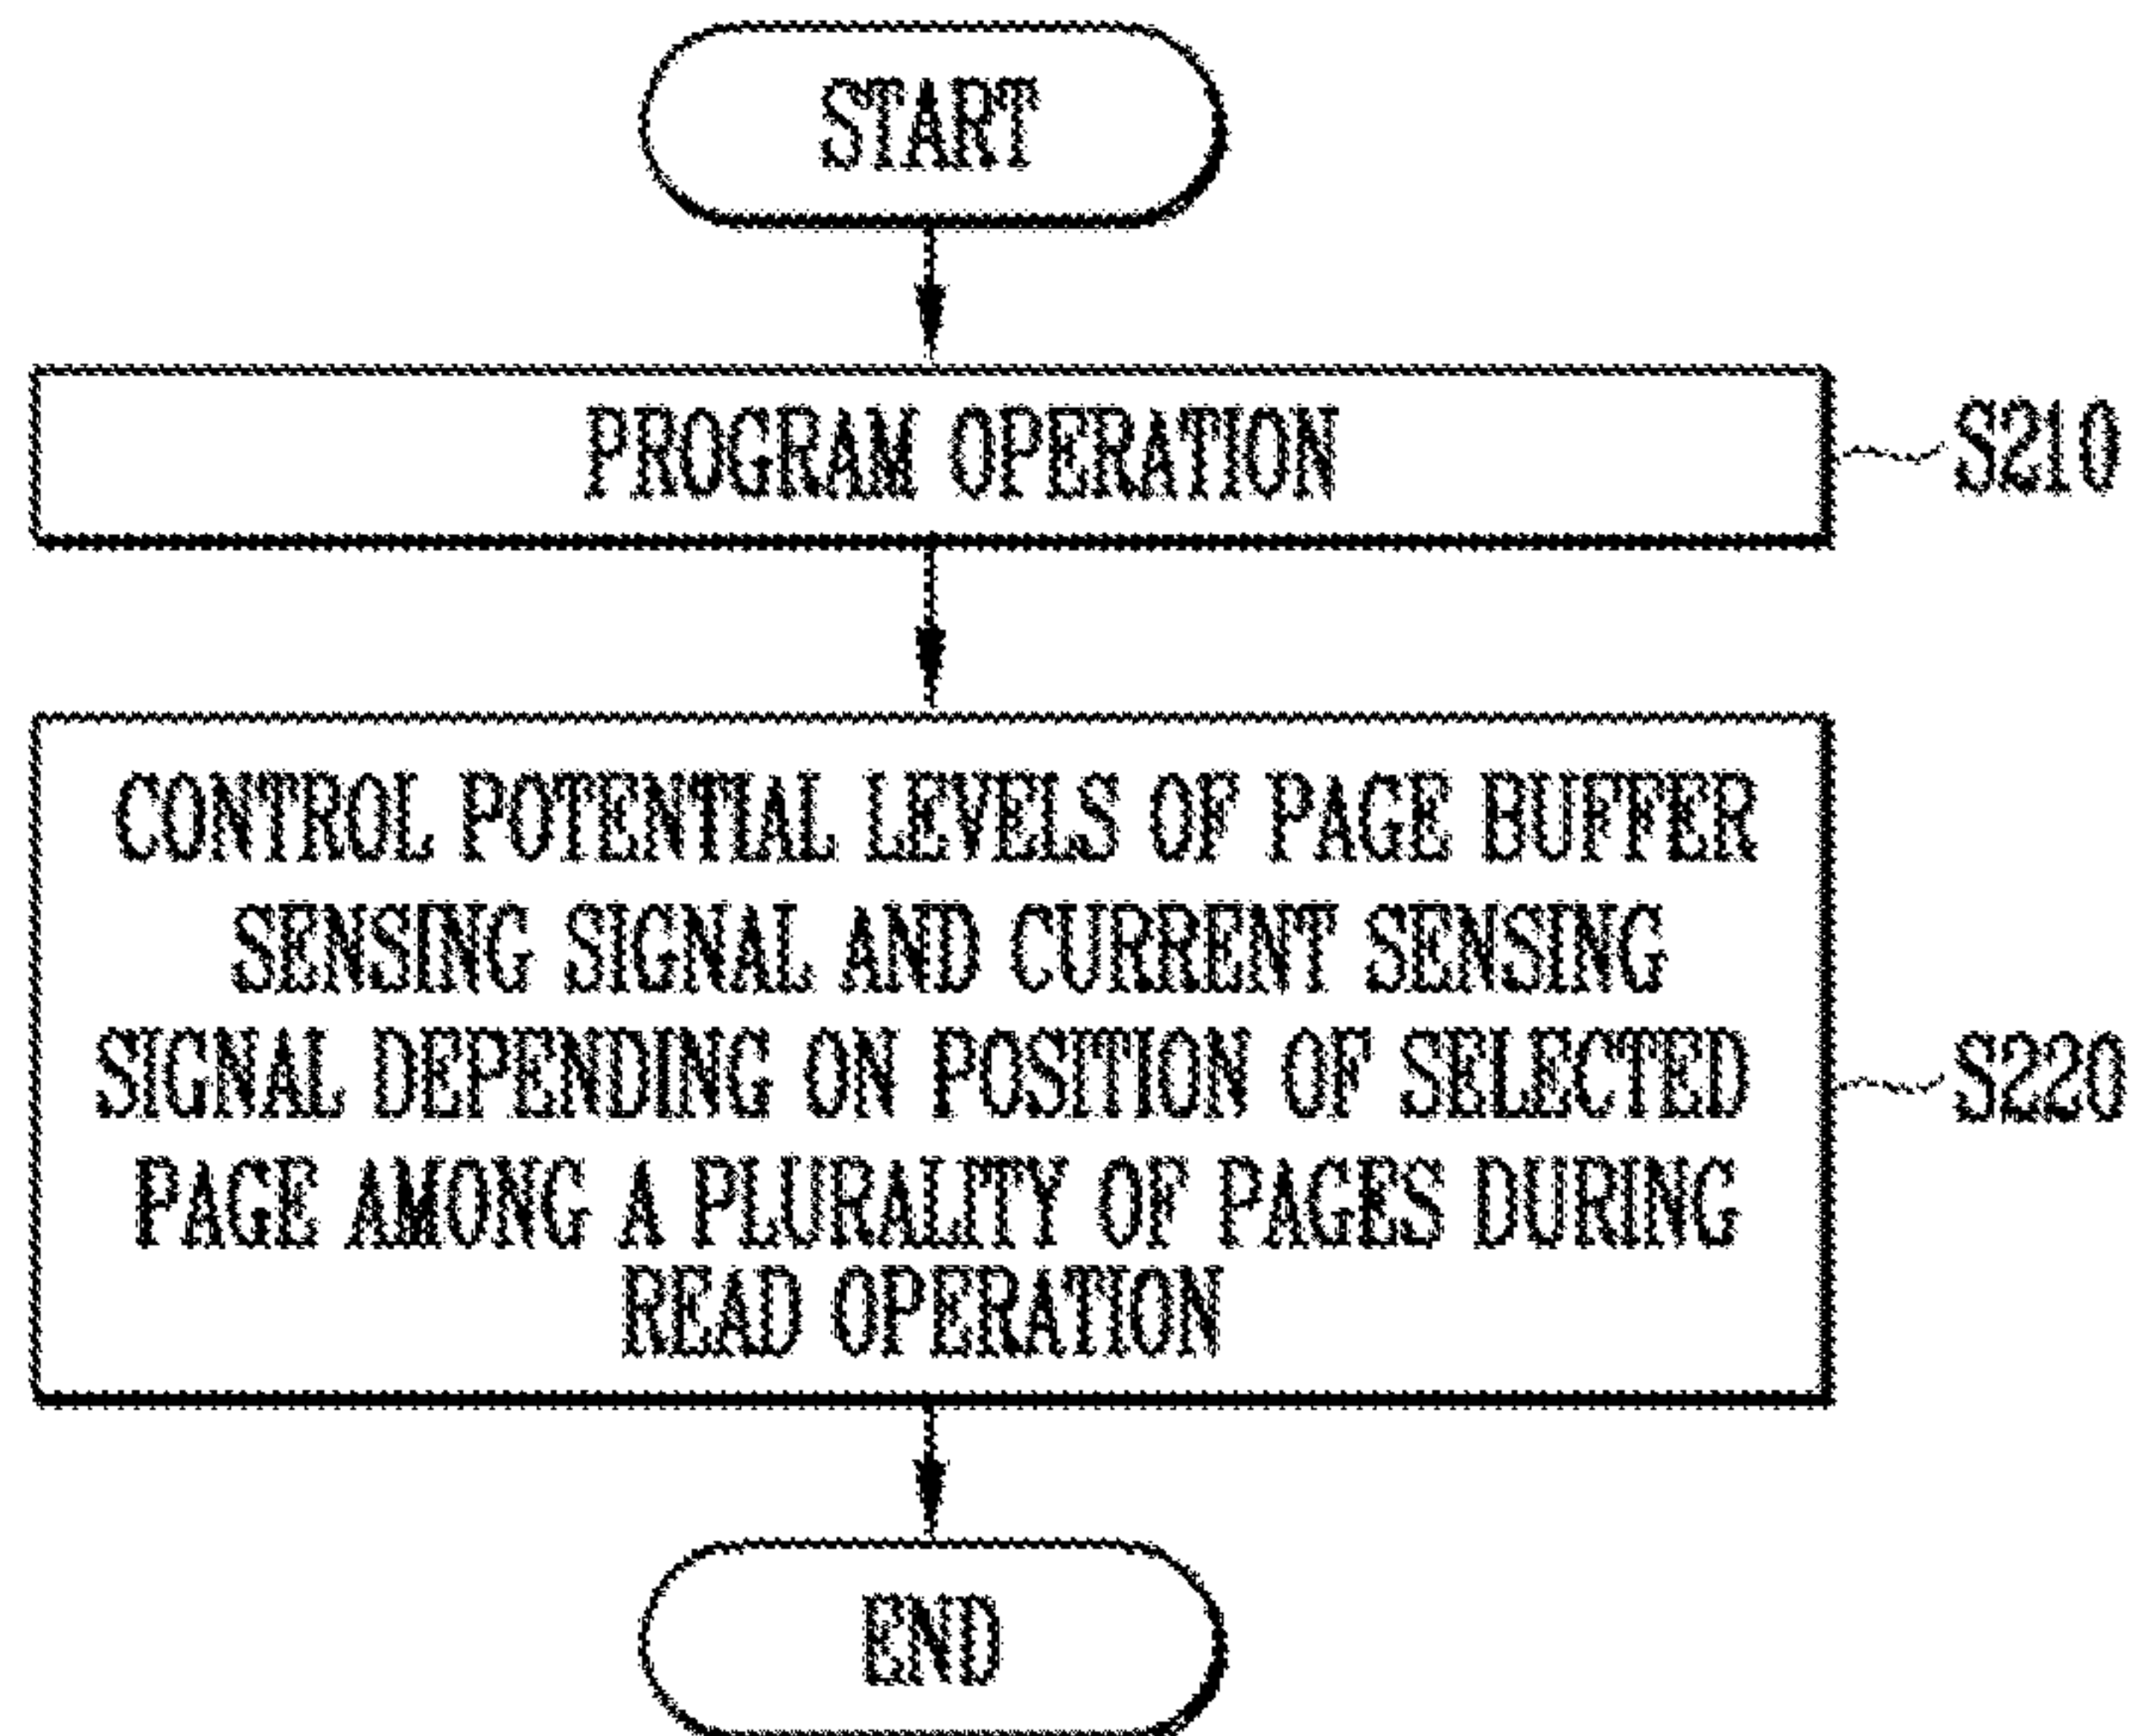 START
PROGRAM OPERATION
S210
CONTROL POTENTIAL LEVELS OF PAGE BUFFER
SENSING SIGNAL AND CURRENT SENSING
SIGNAL DEPENDING ON POSITION OF SELECTED
PAGE AMONG A PLURALITY OF PAGES DURING
READ OPERATION
S220
END